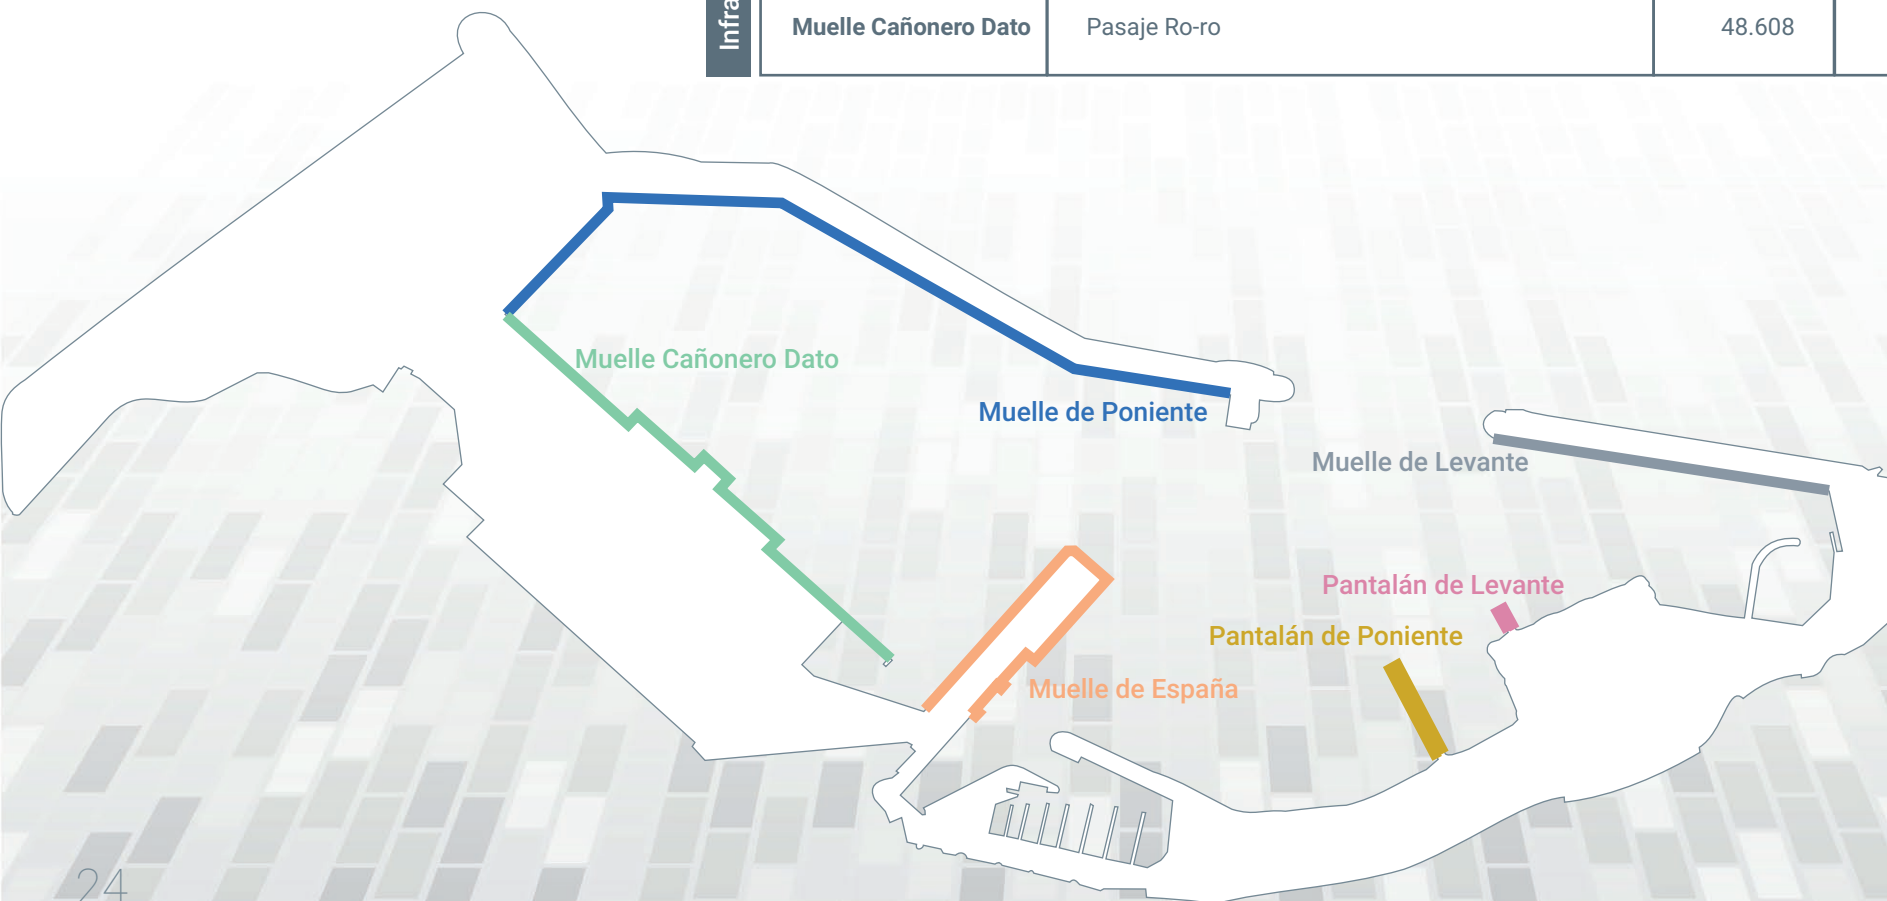 Infra
Muelle Cañonero Dato
Pasaje Ro-ro
48.608
Muelle Cañonero Dato
Muelle de Poniente
Muelle de Levante
Pantalán de Levante
Pantalán de Poniente
Muelle de España
24